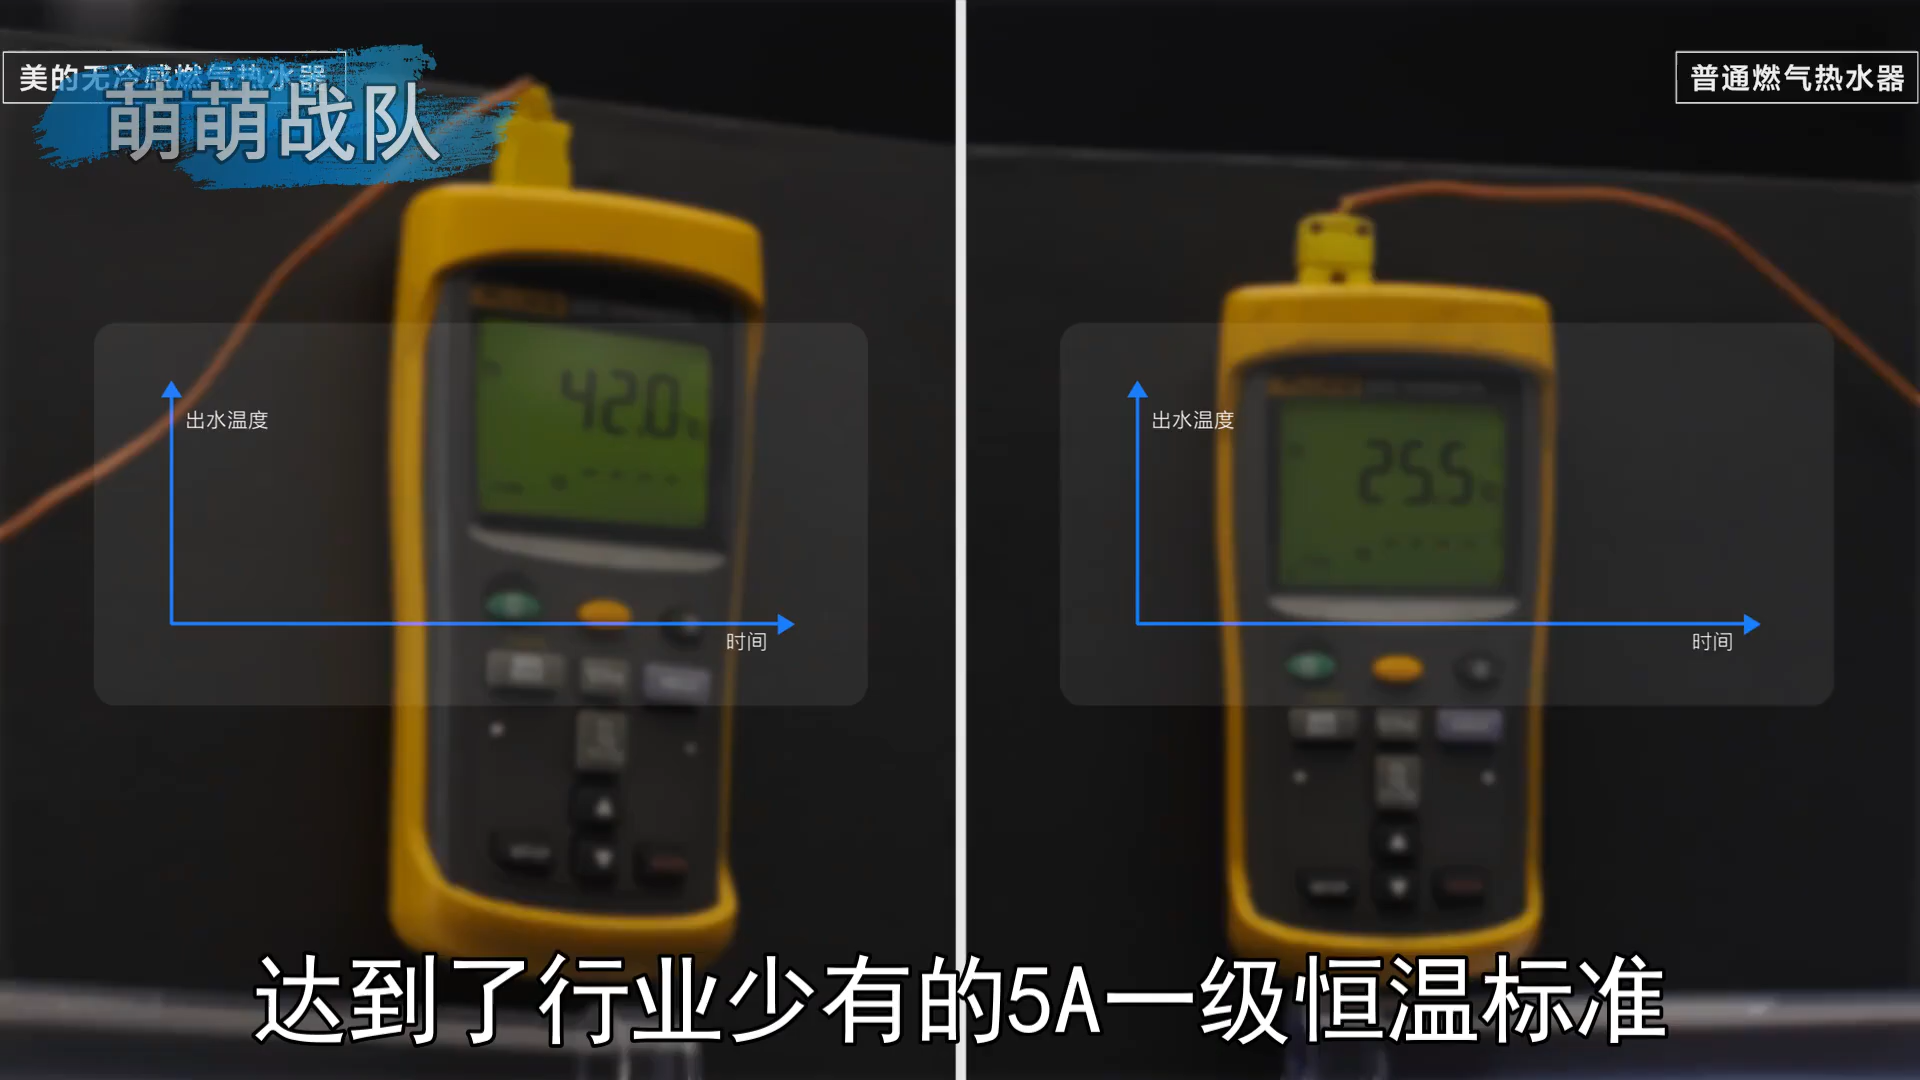 美的无冷感燃气热水器
萌萌战队
普通燃气热水器
42.0
25.5
出水温度
时间
出水温度
时间
达到了行业少有的5A一级恒温标准